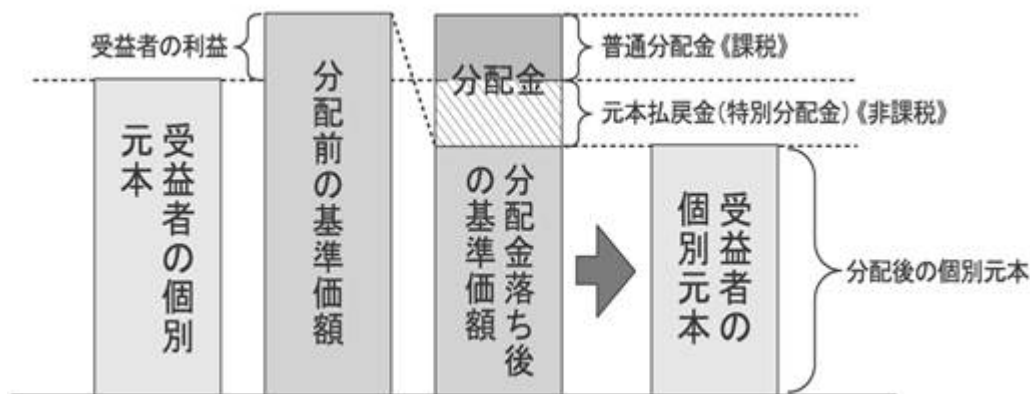 受益者の利益
受益者の個別
元本
分配前の基準価額
分配金
普通分配金《課税》
元本払戻金(特別分配金)《非課税》
分配金落ち後
の基準価額
受益者の
個別元本
分配後の個別元本